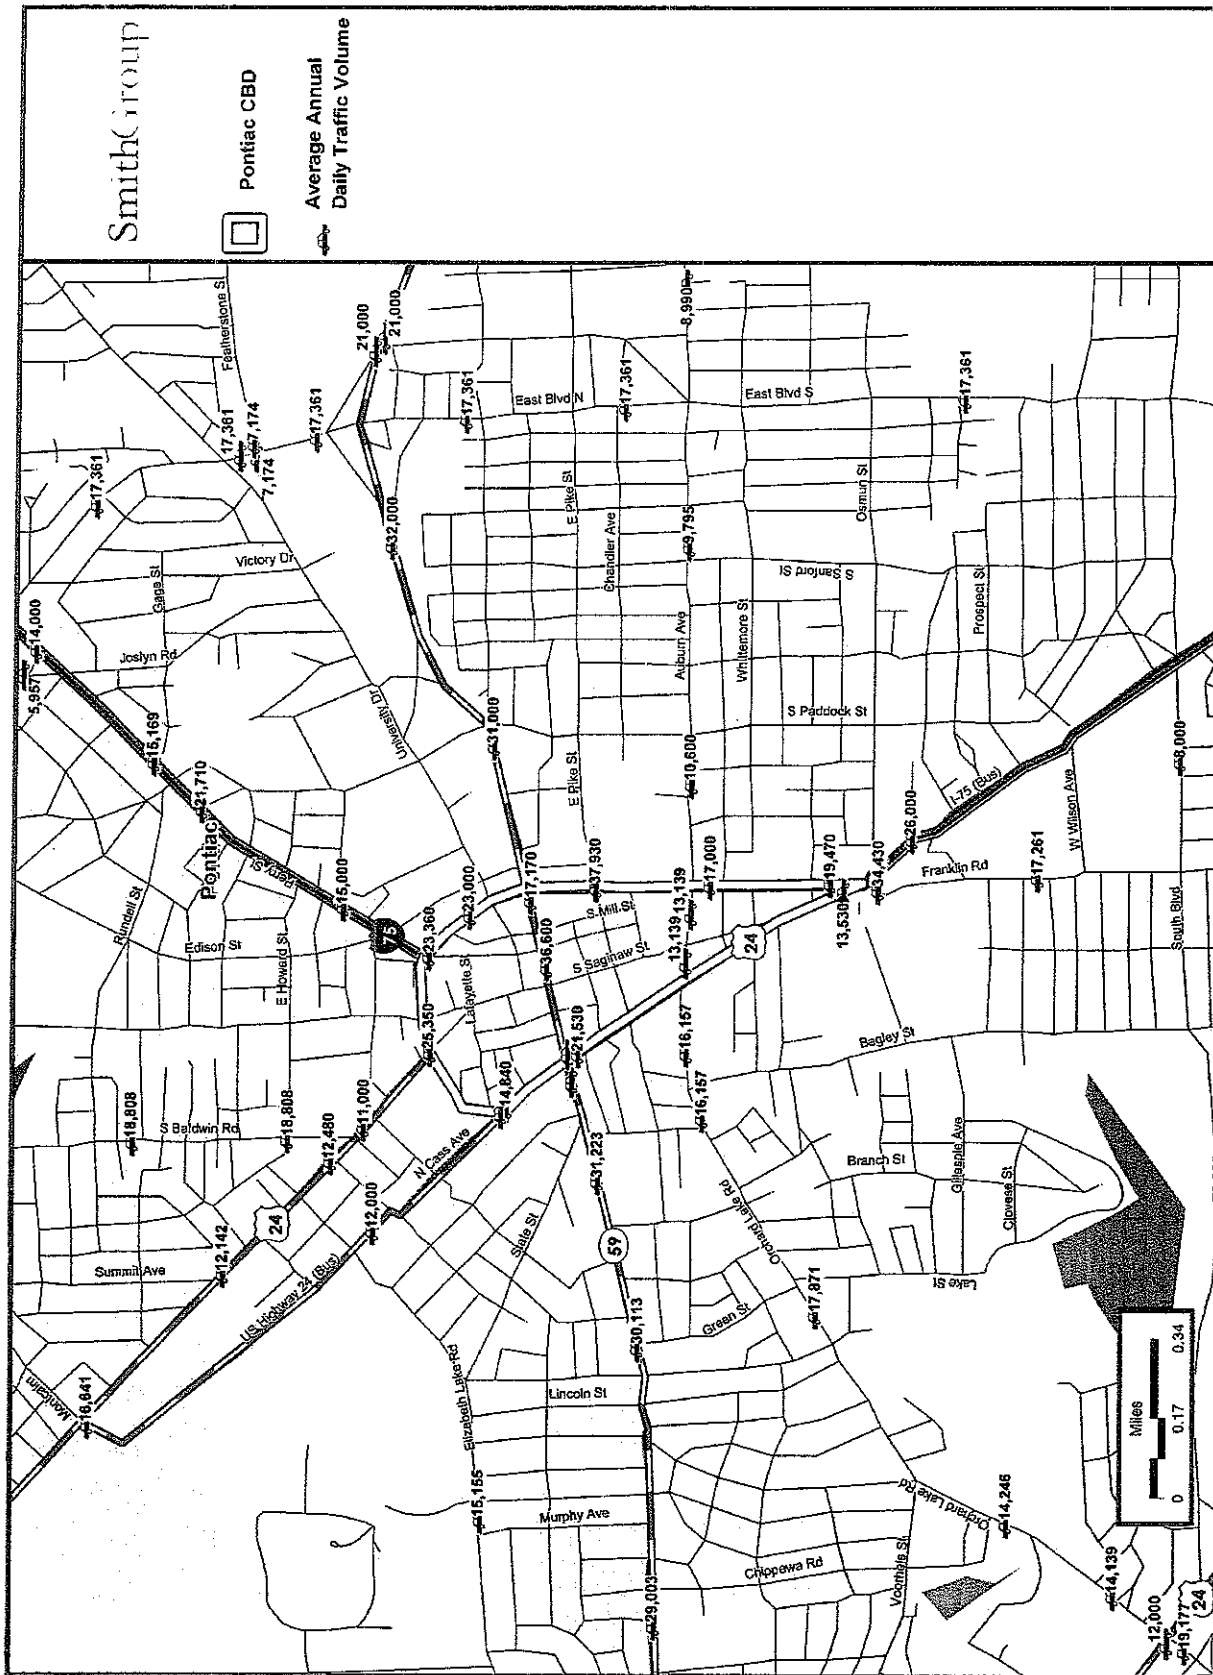 SmithGroup
Pontiac CBD
Average Annual
Daily Traffic Volume
Montcalm
16,641
Summit Ave
12,142
24
US Highway 24 (Bus)
12,000
12,480
11,000
S Baldwin Rd
18,808
18,808
N Cass Ave
14,840
25,350
Lafayette St
23,360
23,000
75
15,000
Perry St
Edison St
E Howard St
Rundell St
Pontiac
21,710
15,169
5,957
14,000
Joslyn Rd
Gage St
Victory Dr
University Dr
17,361
17,361
7,174
7,174
Featherstone S
17,361
21,000
21,000
32,000
31,000
17,361
East Blvd N
17,361
East Blvd S
17,361
8,990
E Pike St
Chandler Ave
9,795
Auburn Ave
Whittemore St
S Sanford St
Osmun St
Prospect St
S Paddock St
E Pike St
10,600
17,170
37,930
36,600
S Mill St
S Saginaw St
13,139
13,139
17,000
24
19,470
13,530
34,430
26,000
I-75 (Bus)
Franklin Rd
17,261
W Wilson Ave
8,000
South Blvd
Bagley St
21,530
16,157
16,157
31,223
59
State St
30,113
Green St
Orchard Lake Rd
17,871
Branch St
Gillespie Ave
Clovese St
Lake St
Elizabeth Lake Rd
15,155
Lincoln St
Murphy Ave
Chippewa Rd
29,003
Voorheis St
Orchard Lake Rd
14,246
14,139
12,000
19,177
24
Miles
0 0.17 0.34